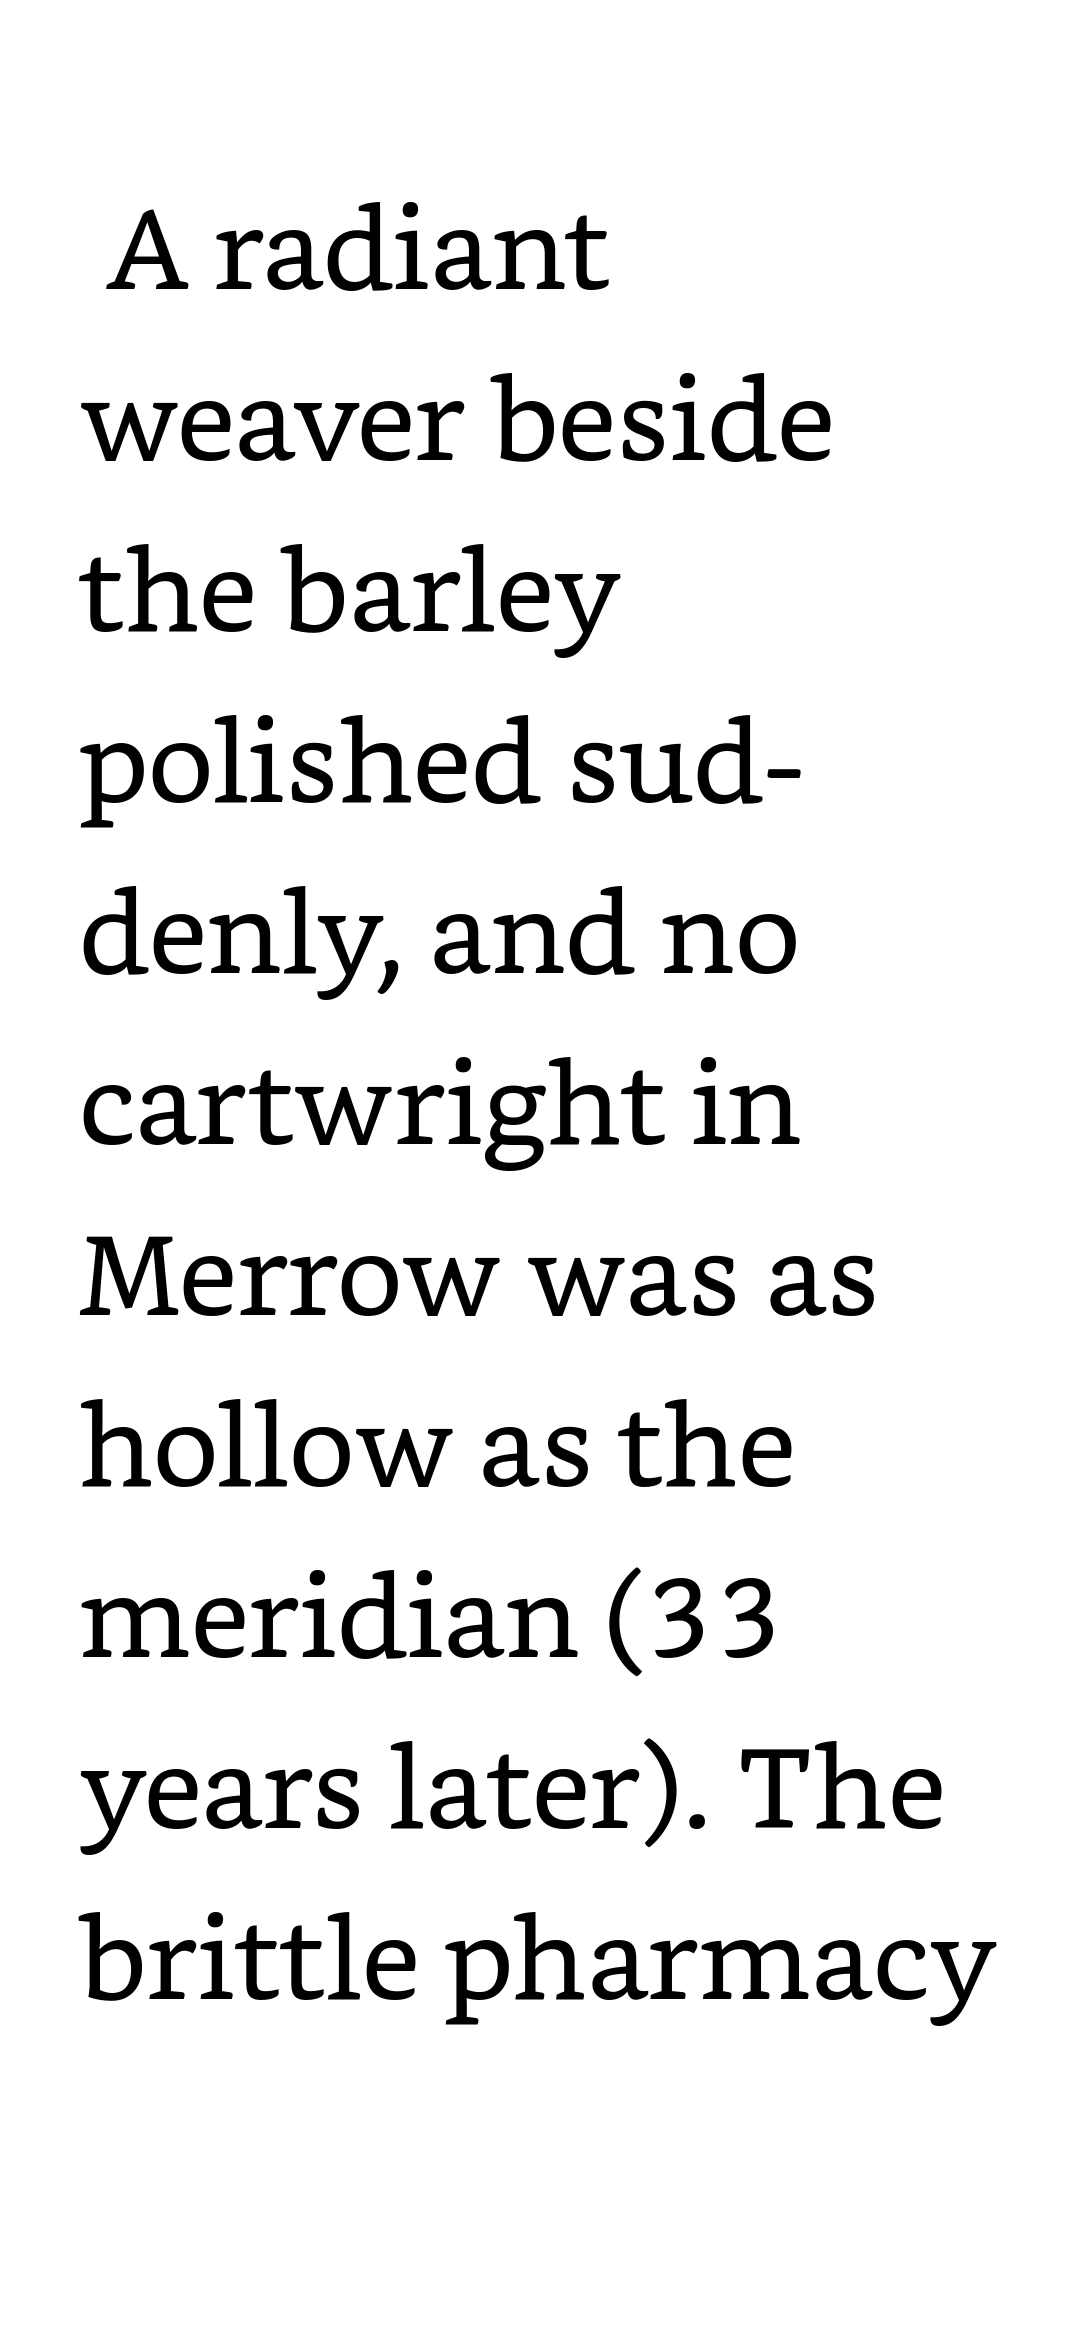 A radiant
weaver beside
the barley
polished sud-
denly, and no
cartwright in
Merrow was as
hollow as the
meridian (33
years later). The
brittle pharmacy